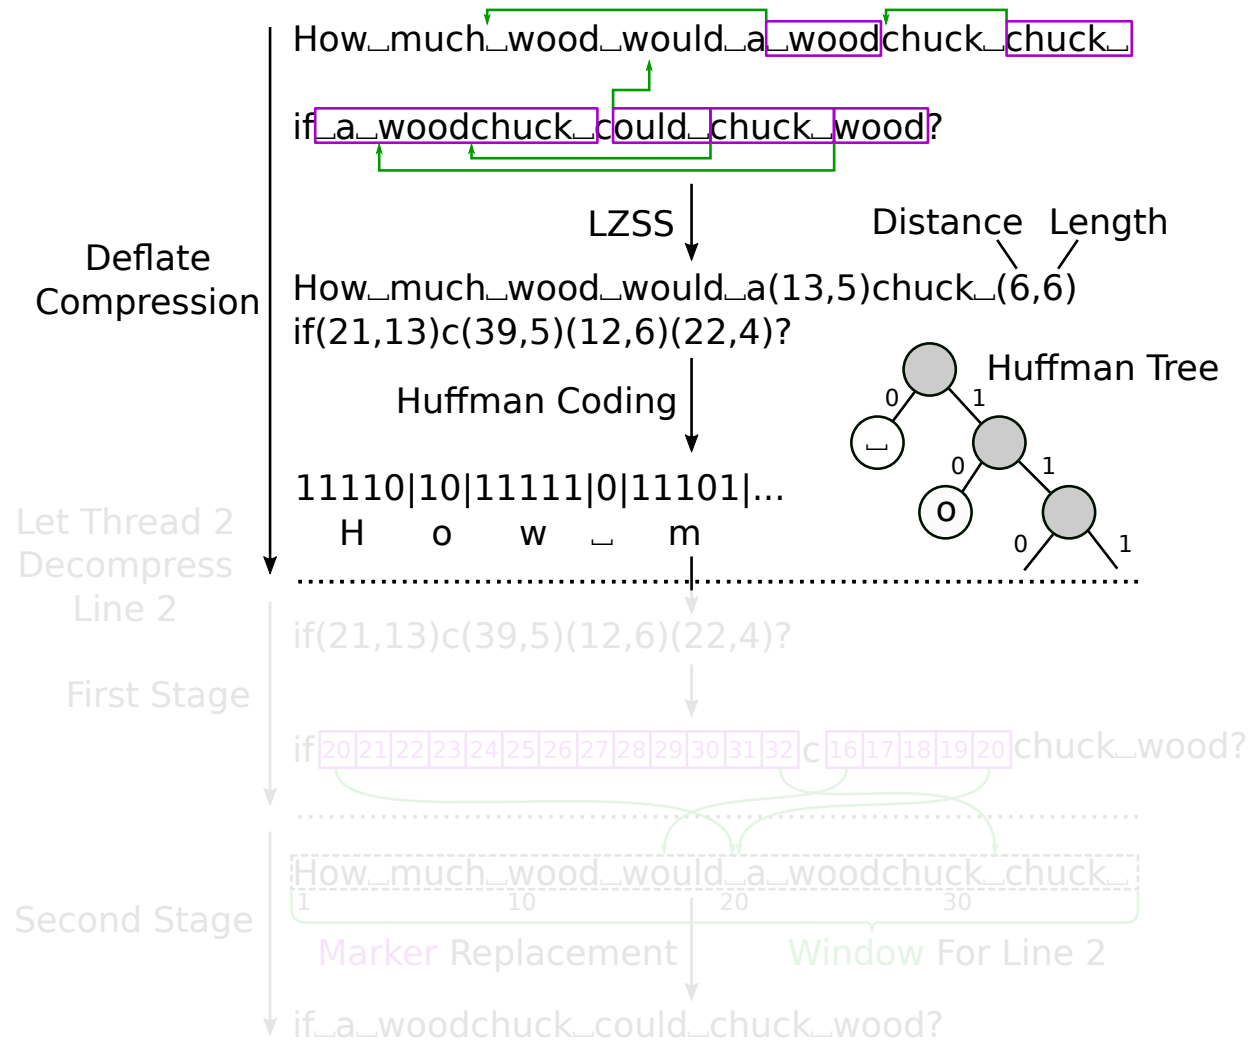 How⎵much⎵wood⎵would⎵a⎵woodchuck⎵chuck⎵
if⎵a⎵woodchuck⎵could⎵chuck⎵wood?
LZSS
Distance Length
Deflate
Compression
How⎵much⎵wood⎵would⎵a(13,5)chuck⎵(6,6)
if(21,13)c(39,5)(12,6)(22,4)?
Huffman Coding
Huffman Tree
0 1
⎵
0 1
o
0 1
11110|10|11111|0|11101|...
H o w ⎵ m
Let Thread 2
Decompress
Line 2
if(21,13)c(39,5)(12,6)(22,4)?
First Stage
if 20 21 22 23 24 25 26 27 28 29 30 31 32 c 16 17 18 19 20 chuck⎵wood?
How⎵much⎵wood⎵would⎵a⎵woodchuck⎵chuck⎵
1 10 20 30
Second Stage
Marker Replacement
Window For Line 2
if⎵a⎵woodchuck⎵could⎵chuck⎵wood?